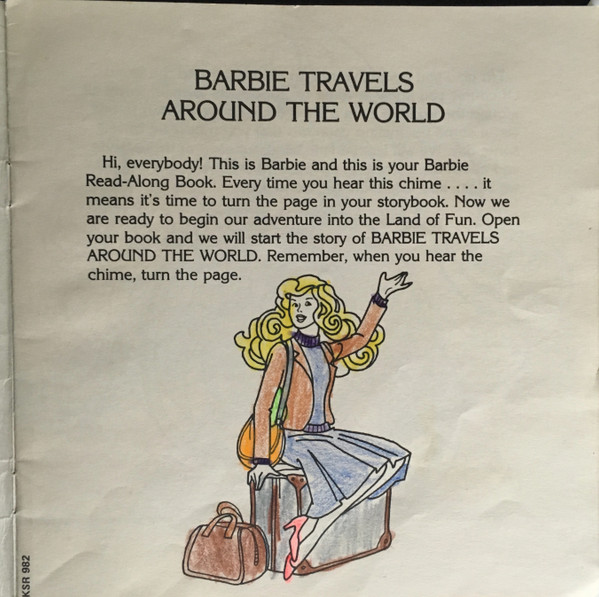 BARBIE TRAVELS
AROUND THE WORLD
Hi, everybody! This is Barbie and this is your Barbie
Read-Along Book. Every time you hear this chime . . . . it
means it's time to turn the page in your storybook. Now we
are ready to begin our adventure into the Land of Fun. Open
your book and we will start the story of BARBIE TRAVELS
AROUND THE WORLD. Remember, when you hear the
chime, turn the page.
KSR 982